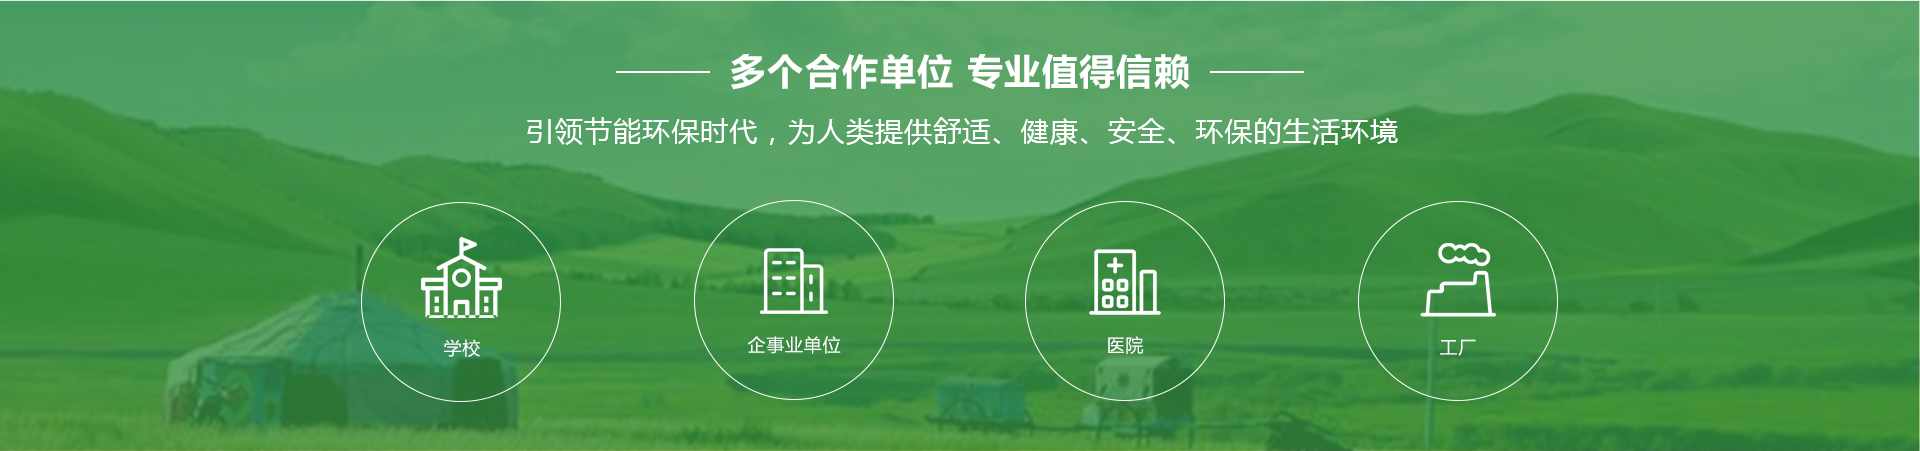 多个合作单位 专业值得信赖
引领节能环保时代，为人类提供舒适、健康、安全、环保的生活环境
学校
企事业单位
医院
工厂